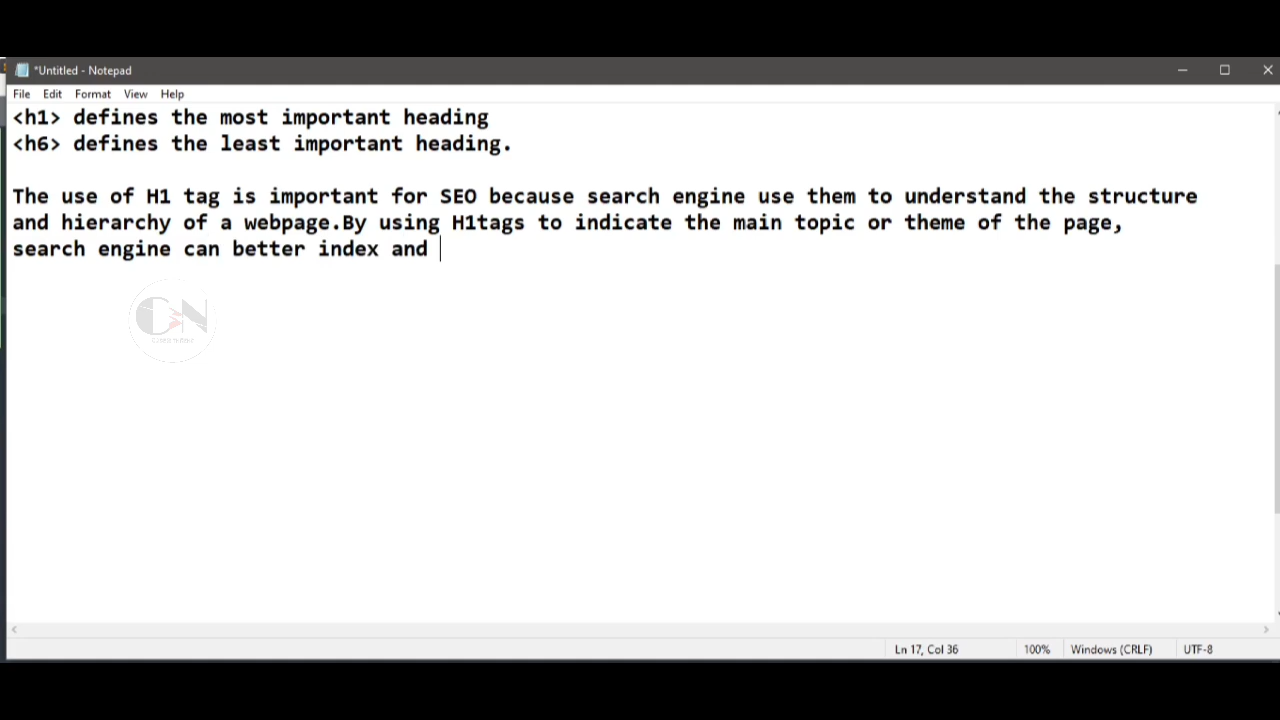 *Untitled - Notepad
File Edit Format View Help
<h1> defines the most important heading
<h6> defines the least important heading.
The use of H1 tag is important for SEO because search engine use them to understand the structure
and hierarchy of a webpage.By using H1tags to indicate the main topic or theme of the page,
search engine can better index and
Ln 17, Col 36 100% Windows (CRLF) UTF-8